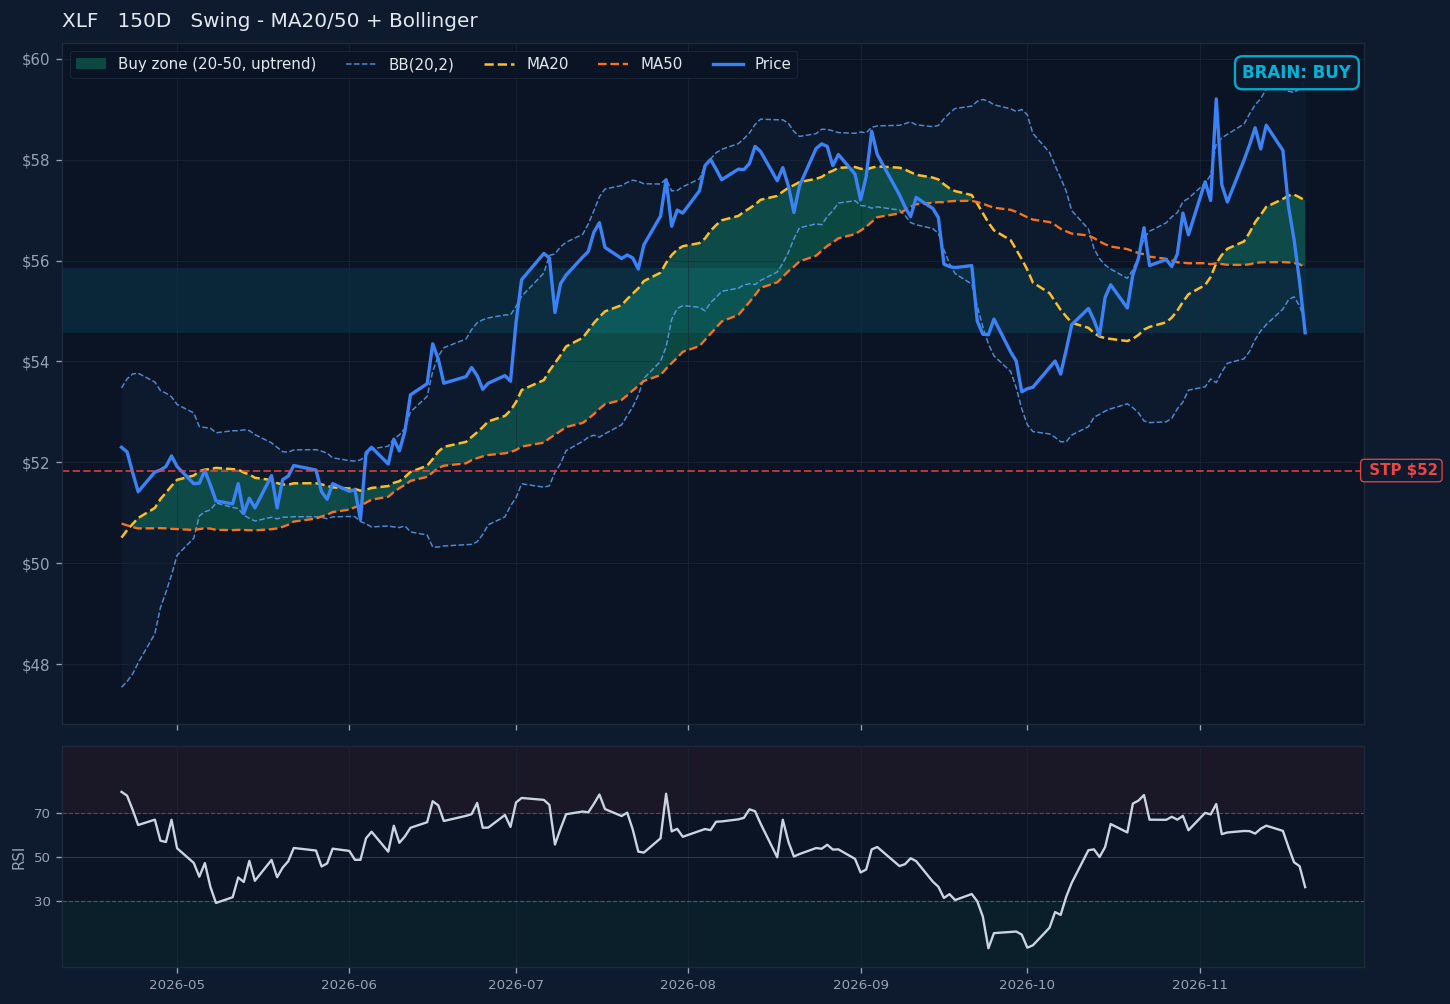 XLF 150D Swing - MA20/50 + Bollinger
Buy zone (20-50, uptrend) BB(20,2) MA20 MA50 Price
BRAIN: BUY
$60
$58
$56
$54
$52
$50
$48
STP $52
RSI
70
50
30
2026-05 2026-06 2026-07 2026-08 2026-09 2026-10 2026-11